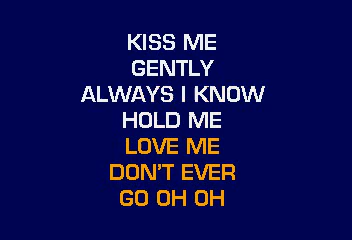 KISS ME
GENTLY
ALWAYS I KNOW
HOLD ME
LOVE ME
DON'T EVER
GO OH OH